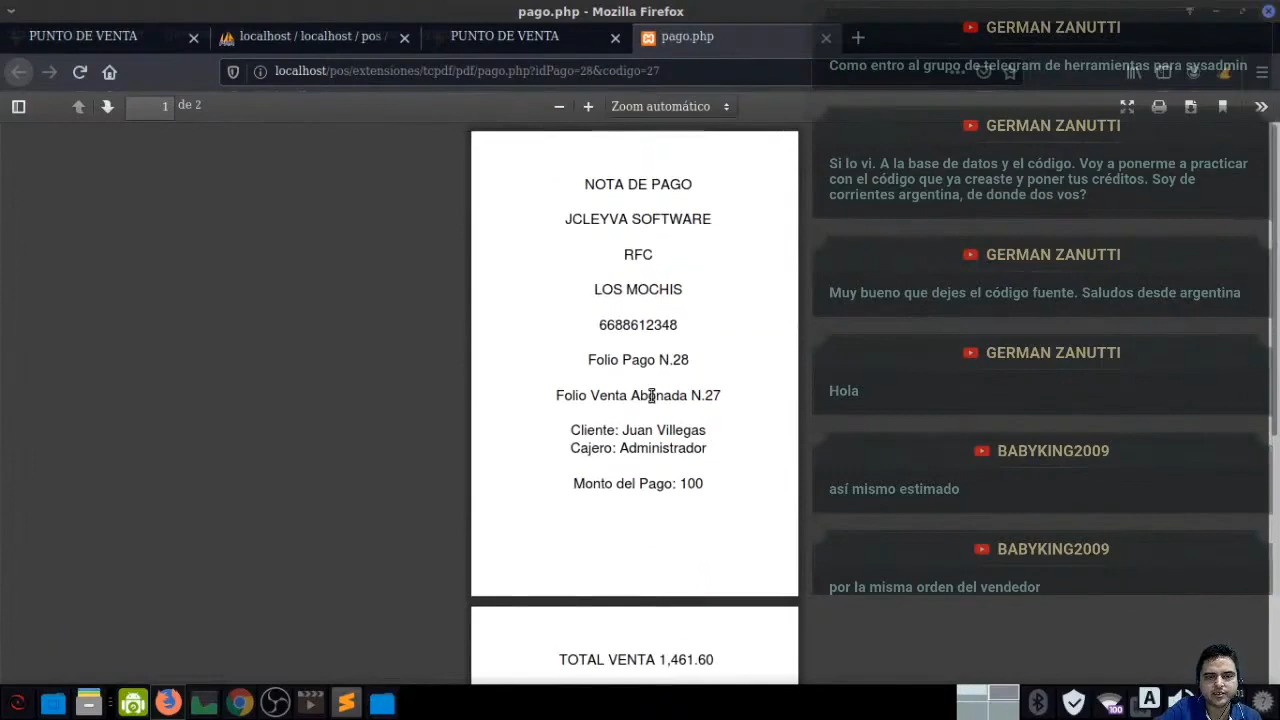 pago.php - Mozilla Firefox
PUNTO DE VENTA
localhost / localhost / pos /
PUNTO DE VENTA
pago.php
localhost/pos/extensiones/tcpdf/pdf/pago.php?idPago=28&codigo=27
1 de 2
Zoom automático
NOTA DE PAGO
JCLEYVA SOFTWARE
RFC
LOS MOCHIS
6688612348
Folio Pago N.28
Folio Venta Abonada N.27
Cliente: Juan Villegas
Cajero: Administrador
Monto del Pago: 100
TOTAL VENTA 1,461.60
GERMAN ZANUTTI
Como entro al grupo de telegram de herramientas para sysadmin
GERMAN ZANUTTI
Si lo vi. A la base de datos y el código. Voy a ponerme a practicar
con el código que ya creaste y poner tus créditos. Soy de
corrientes argentina, de donde dos vos?
GERMAN ZANUTTI
Muy bueno que dejes el código fuente. Saludos desde argentina
GERMAN ZANUTTI
Hola
BABYKING2009
así mismo estimado
BABYKING2009
por la misma orden del vendedor
100
A